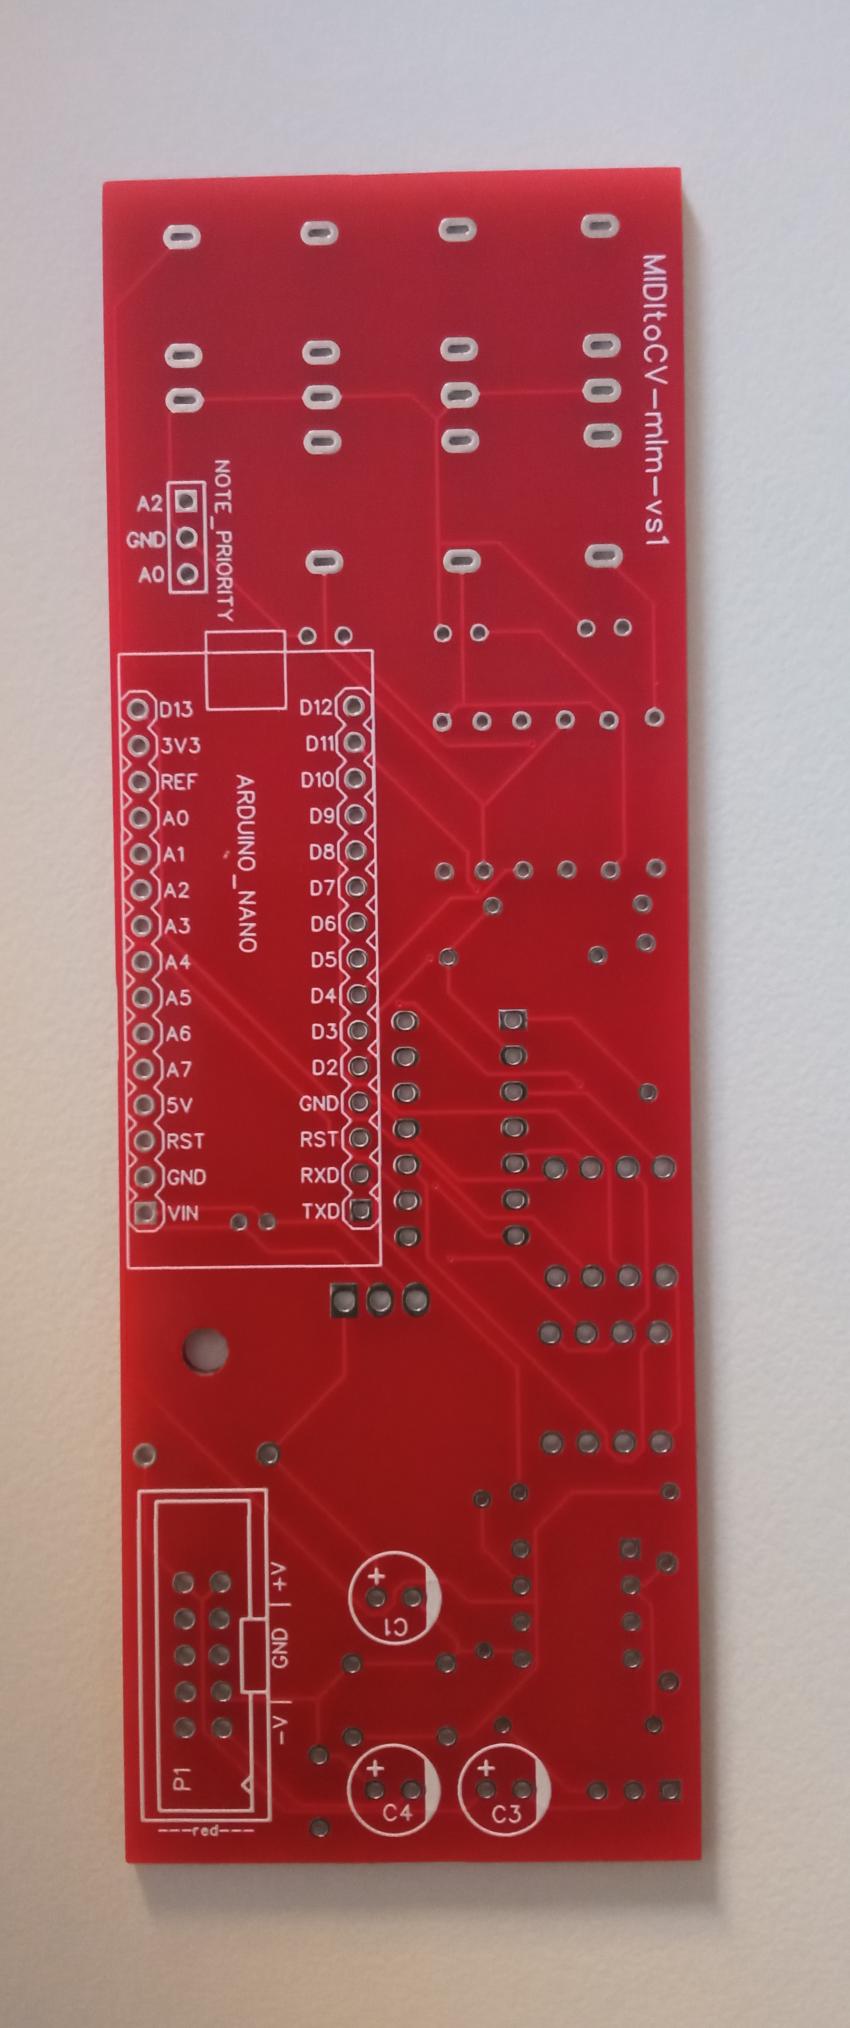 MIDItoCV-mlm-vs1
NOTE_PRIORITY
A2
GND
A0
D13
3V3
REF
A0
A1
A2
A3
A4
A5
A6
A7
5V
RST
GND
VIN
ARDUINO_NANO
D12
D11
D10
D9
D8
D7
D6
D5
D4
D3
D2
GND
RST
RXD
TXD
-V | GND | +V
P1
---red---
+
C1
+
C4
+
C3